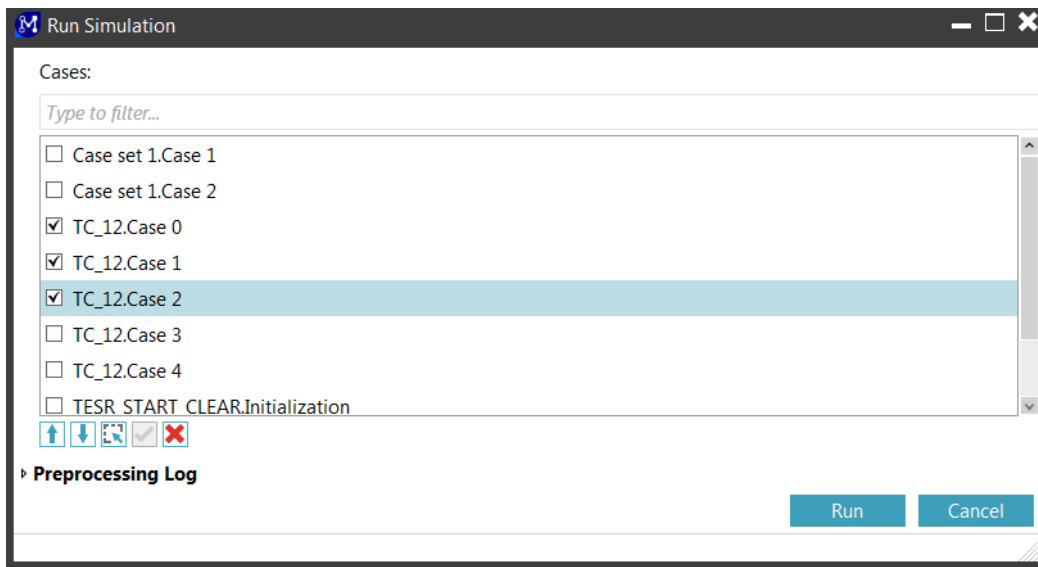 Run Simulation
Cases:
Type to filter...
Case set 1.Case 1
Case set 1.Case 2
TC_12.Case 0
TC_12.Case 1
TC_12.Case 2
TC_12.Case 3
TC_12.Case 4
TESR_START_CLEAR.Initialization
Preprocessing Log
Run Cancel